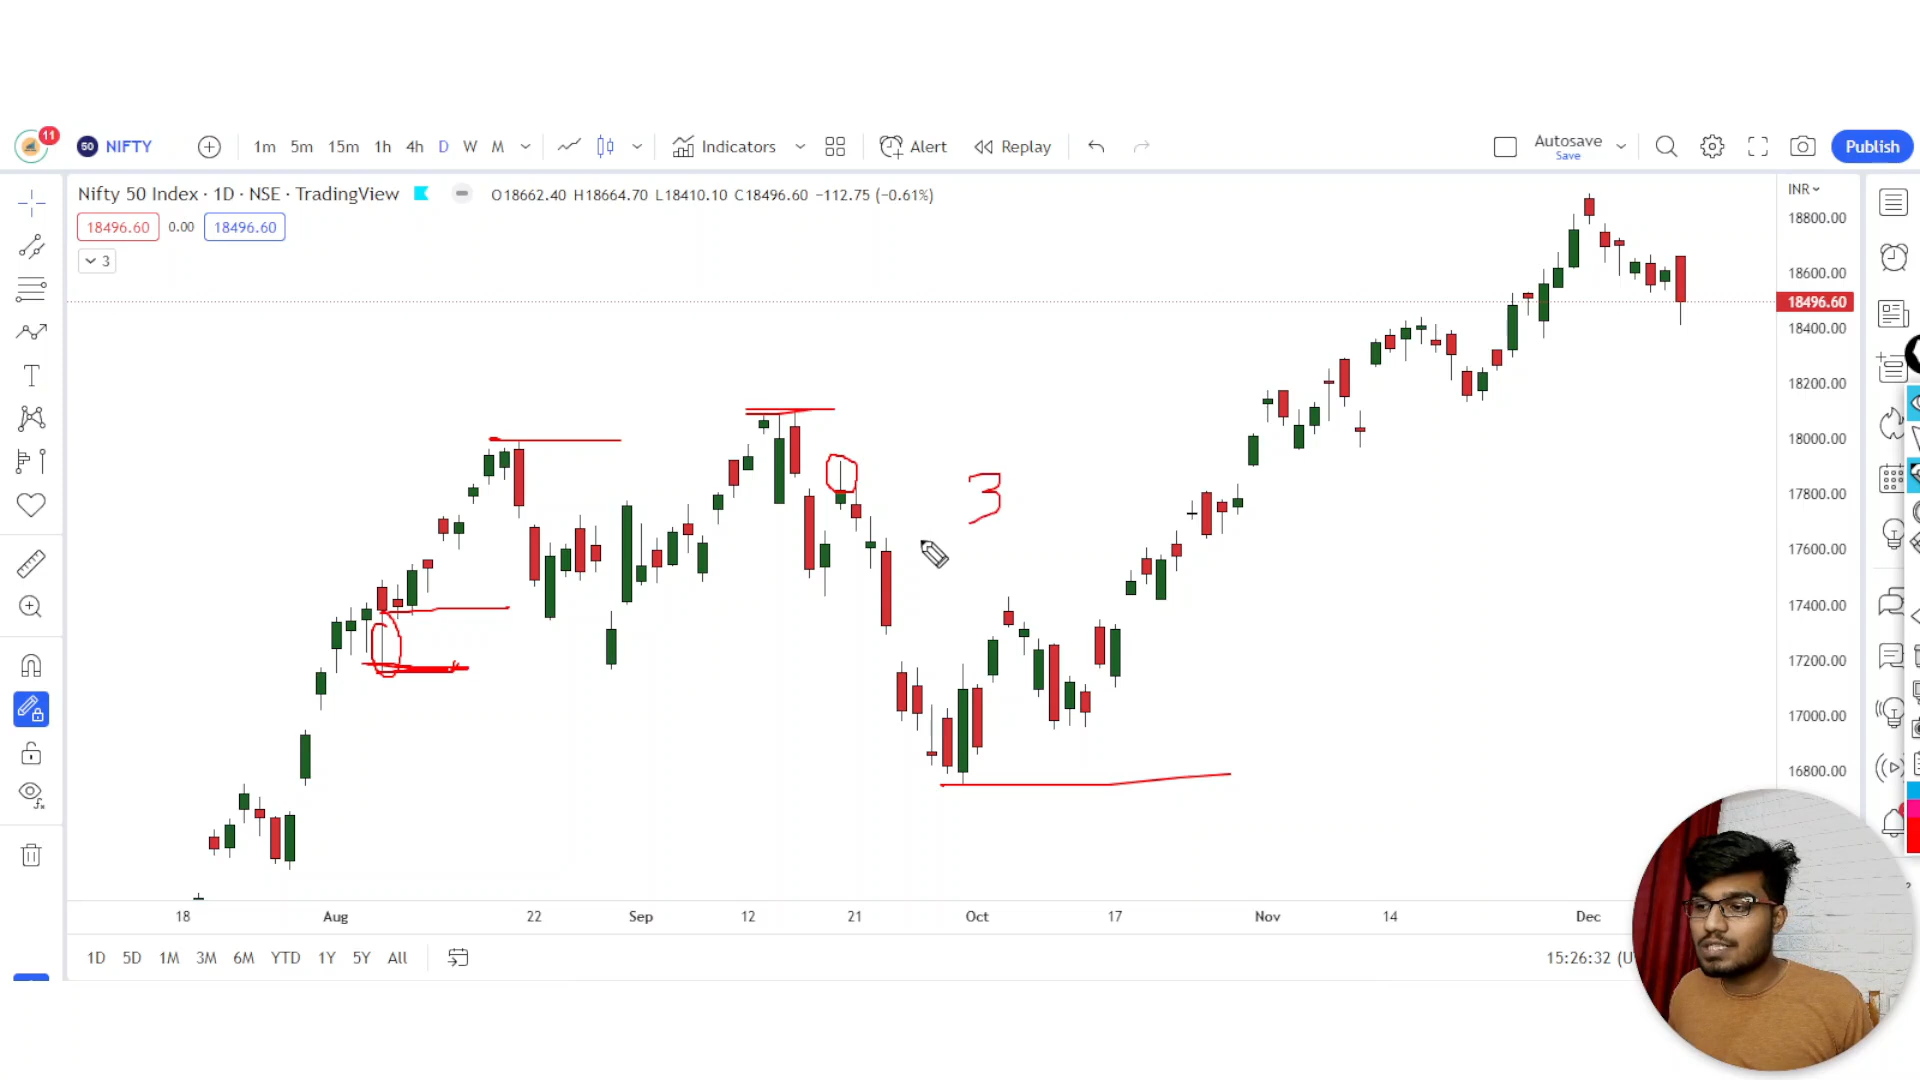 11
50 NIFTY 1m 5m 15m 1h 4h D W M Indicators Alert Replay Autosave Save Publish
Nifty 50 Index · 1D · NSE · TradingView O18662.40 H18664.70 L18410.10 C18496.60 −112.75 (−0.61%)
INR
18496.60 0.00 18496.60
3
18800.00
18600.00
18496.60
18400.00
18200.00
18000.00
17800.00
17600.00
17400.00
17200.00
17000.00
16800.00
3
18 Aug 22 Sep 12 21 Oct 17 Nov 14 Dec
1D 5D 1M 3M 6M YTD 1Y 5Y All
15:26:32 (U